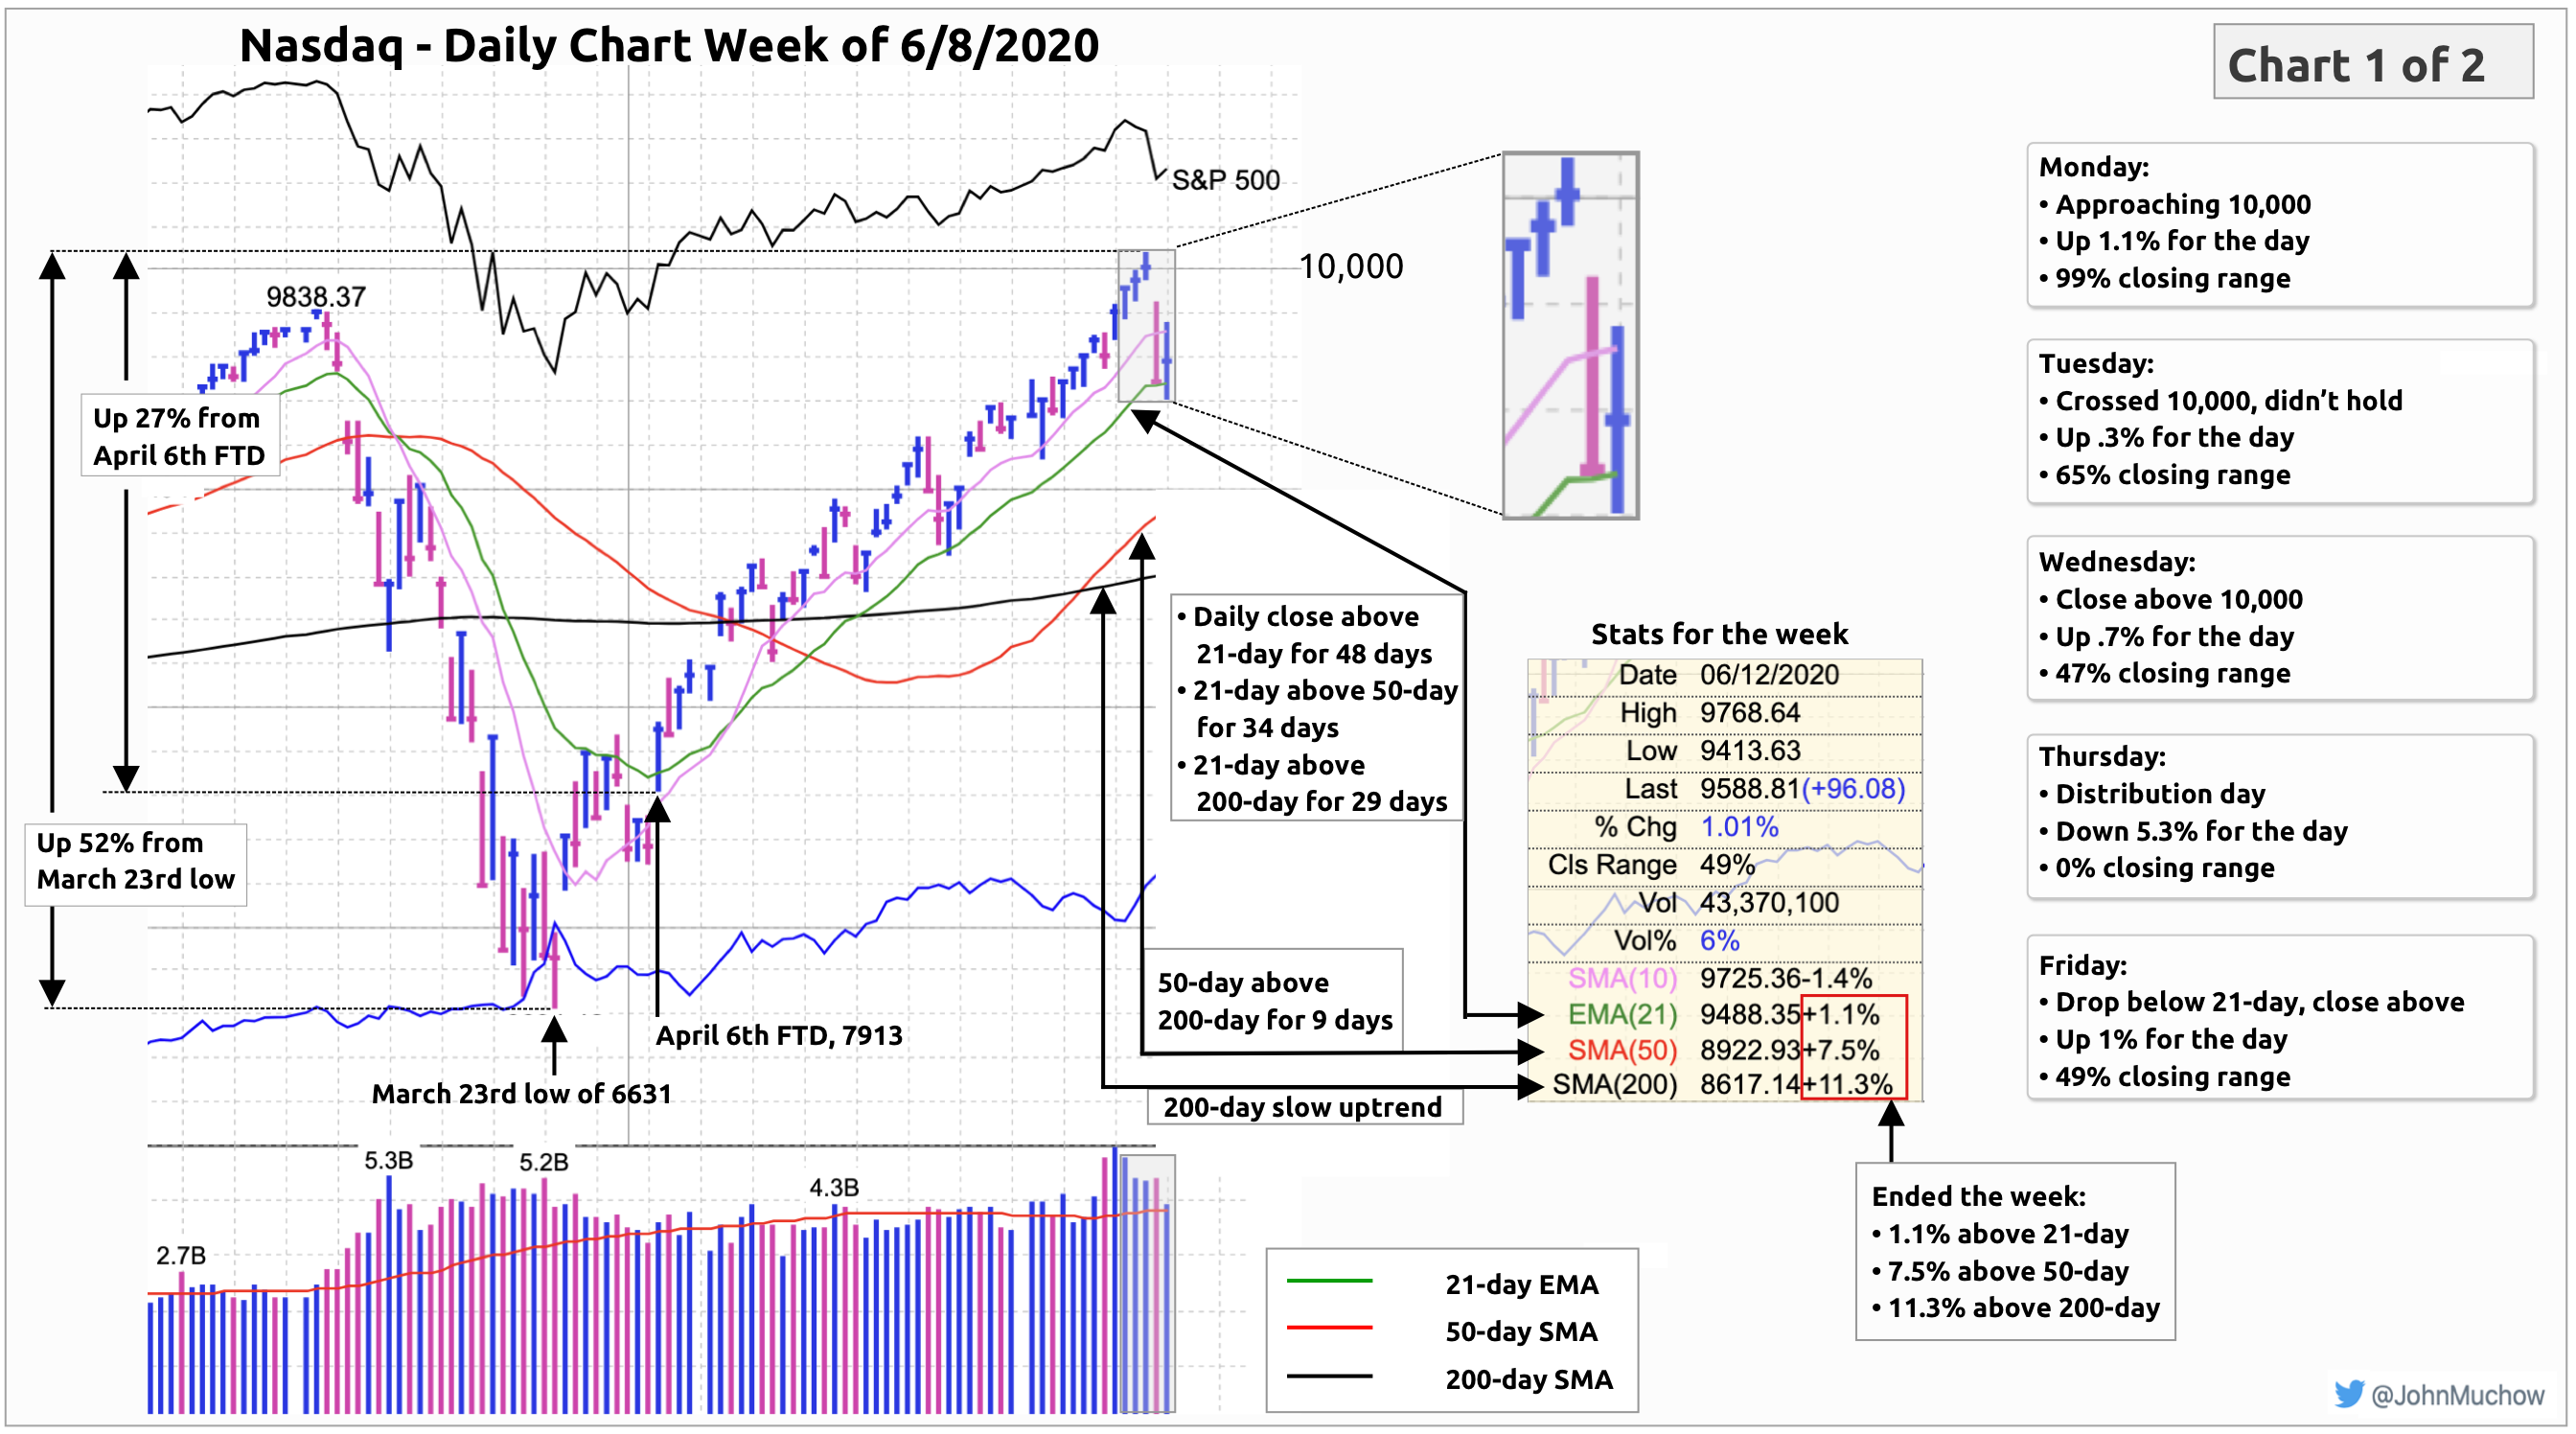 Nasdaq - Daily Chart Week of 6/8/2020
Chart 1 of 2
S&P 500
10,000
9838.37
Up 27% from
April 6th FTD
Up 52% from
March 23rd low
April 6th FTD, 7913
March 23rd low of 6631
• Daily close above
21-day for 48 days
• 21-day above 50-day
for 34 days
• 21-day above
200-day for 29 days
50-day above
200-day for 9 days
200-day slow uptrend
Stats for the week
Date 06/12/2020
High 9768.64
Low 9413.63
Last 9588.81(+96.08)
% Chg 1.01%
Cls Range 49%
Vol 43,370,100
Vol% 6%
SMA(10) 9725.36-1.4%
EMA(21) 9488.35+1.1%
SMA(50) 8922.93+7.5%
SMA(200) 8617.14+11.3%
Ended the week:
• 1.1% above 21-day
• 7.5% above 50-day
• 11.3% above 200-day
Monday:
• Approaching 10,000
• Up 1.1% for the day
• 99% closing range
Tuesday:
• Crossed 10,000, didn’t hold
• Up .3% for the day
• 65% closing range
Wednesday:
• Close above 10,000
• Up .7% for the day
• 47% closing range
Thursday:
• Distribution day
• Down 5.3% for the day
• 0% closing range
Friday:
• Drop below 21-day, close above
• Up 1% for the day
• 49% closing range
2.7B
5.3B
5.2B
4.3B
21-day EMA
50-day SMA
200-day SMA
@JohnMuchow